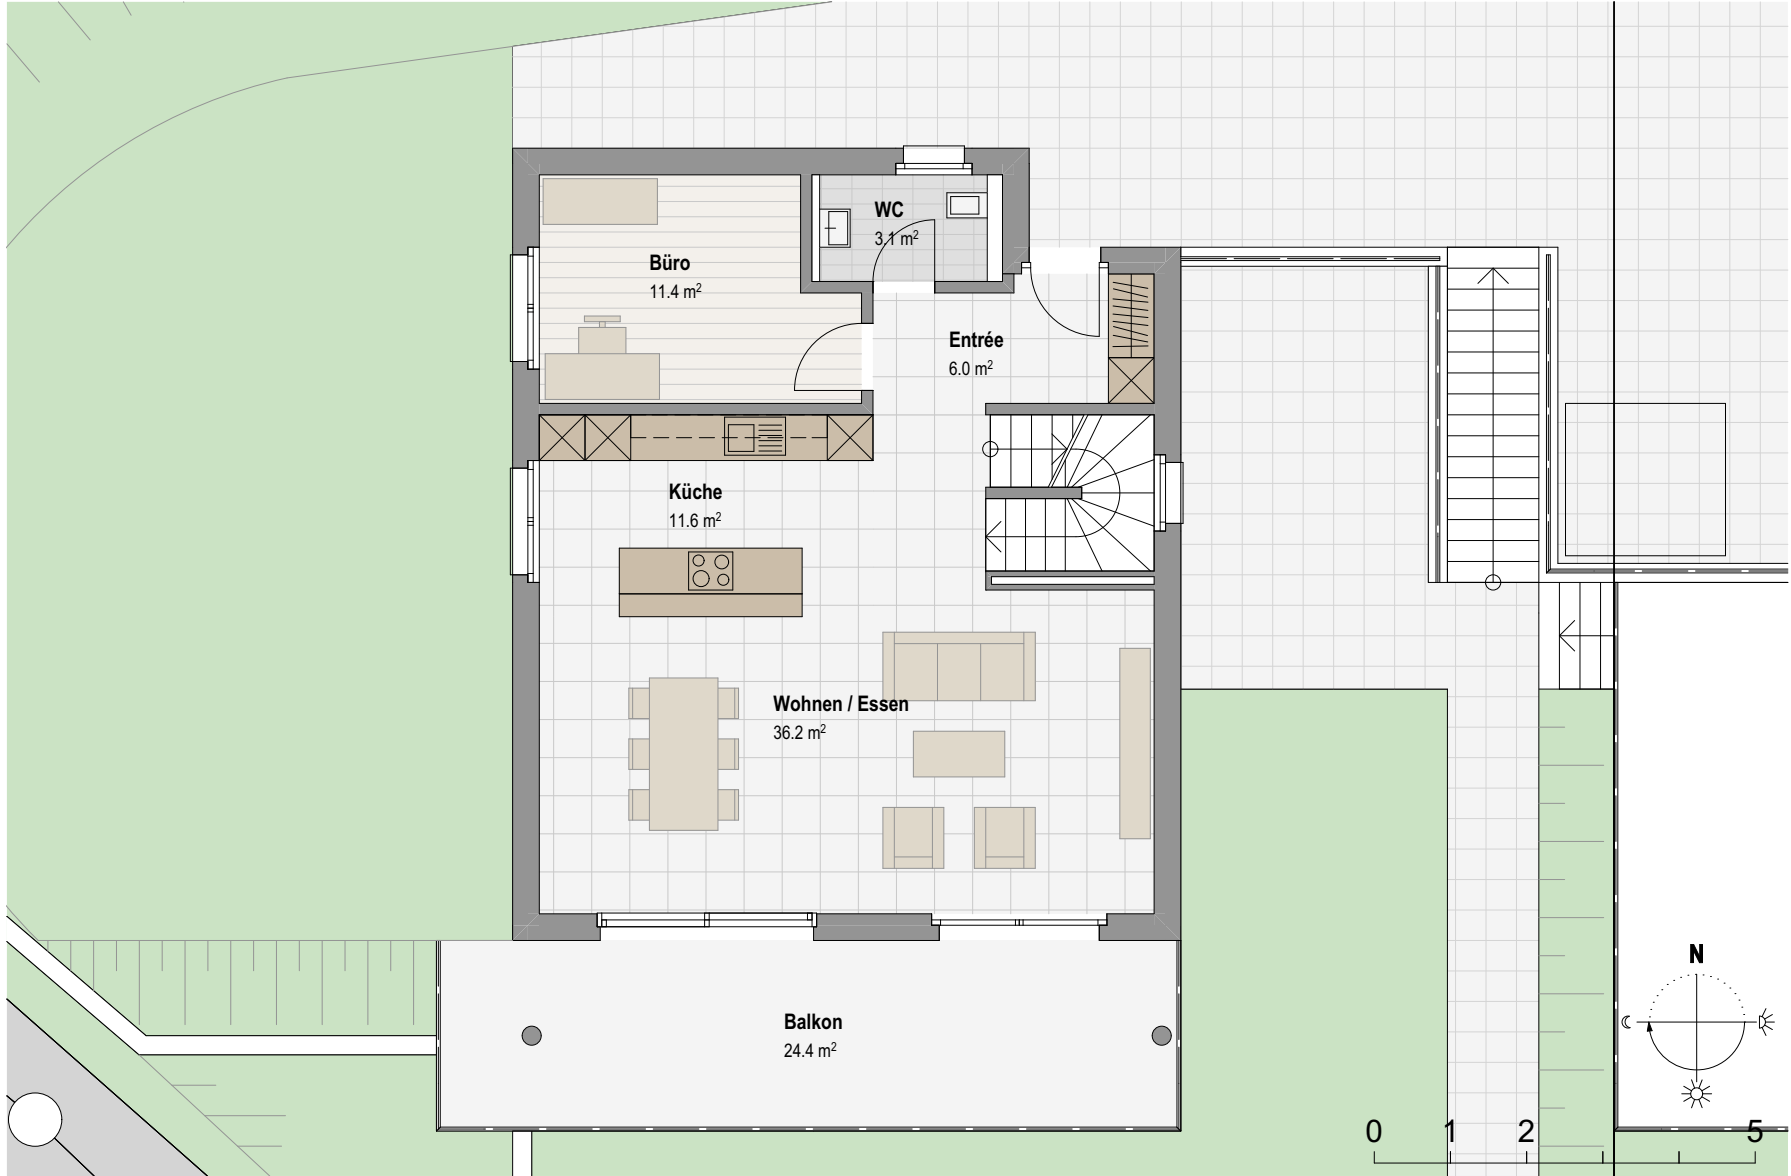 WC
3.1 m²
Büro
11.4 m²
Entrée
6.0 m²
Küche
11.6 m²
Wohnen / Essen
36.2 m²
Balkon
24.4 m²
N
0 1 2 5